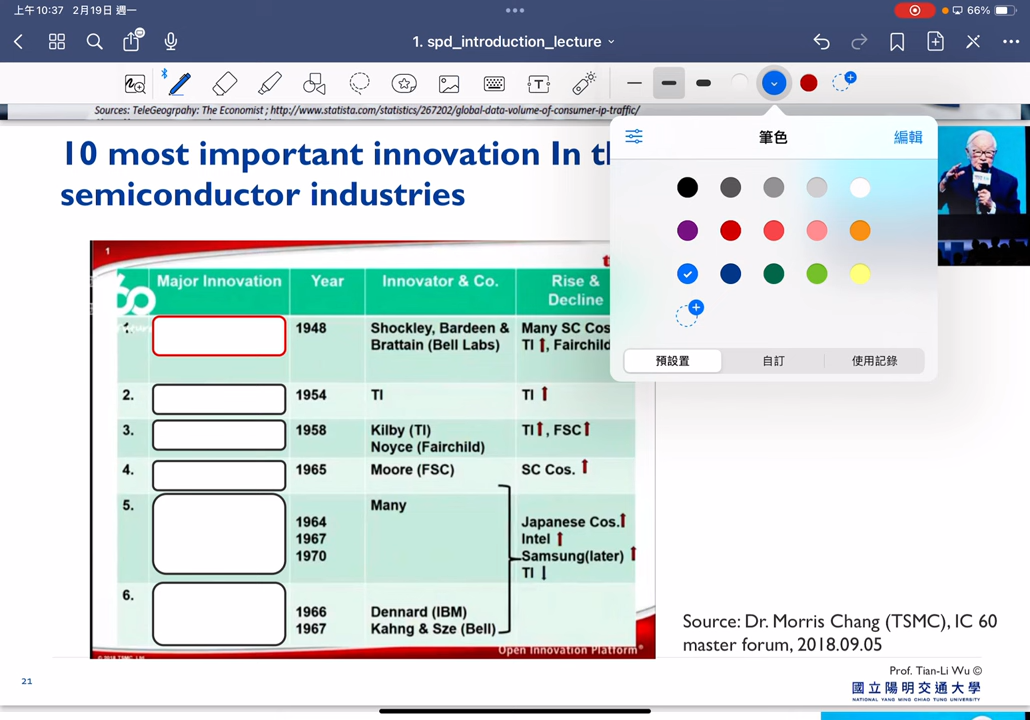 上午10:37 2月19日 週一
66%
1. spd_introduction_lecture
T
Sources: TeleGeogrpahy: The Economist ; http://www.statista.com/statistics/267202/global-data-volume-of-consumer-ip-traffic/
筆色
編輯
預設置
自訂
使用記錄
10 most important innovation In t
semiconductor industries
1
Major Innovation Year Innovator & Co. Rise &
Decline
1. 1948 Shockley, Bardeen & Many SC Cos
Brattain (Bell Labs) TI↑, Fairchild
2. 1954 TI TI ↑
3. 1958 Kilby (TI) TI↑, FSC↑
Noyce (Fairchild)
4. 1965 Moore (FSC) SC Cos. ↑
5. Many
1964 Japanese Cos.↑
1967 Intel ↑
1970 Samsung(later) ↑
TI ↓
6.
1966 Dennard (IBM)
1967 Kahng & Sze (Bell)
Open Innovation Platform®
Source: Dr. Morris Chang (TSMC), IC 60
master forum, 2018.09.05
Prof. Tian-Li Wu ©
國立陽明交通大學
NATIONAL YANG MING CHIAO TUNG UNIVERSITY
21